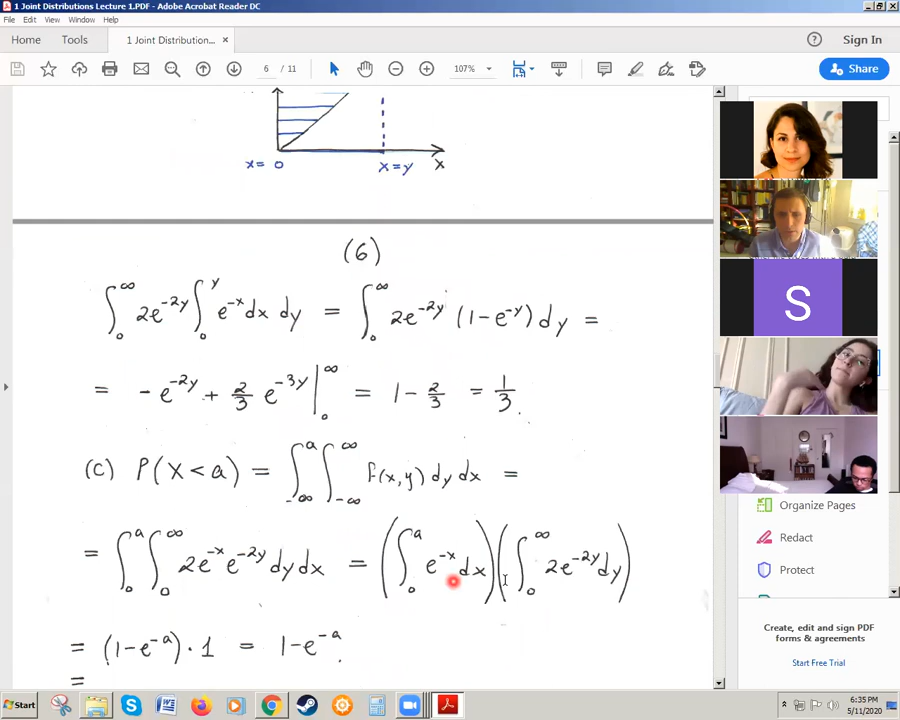 1 Joint Distributions Lecture 1.PDF - Adobe Acrobat Reader DC
File Edit View Window Help
Home Tools 1 Joint Distribution... × Sign In
6 / 11 107% Share
x= 0 x=y x
(6)
∫₀^∞ 2e^{-2y} ∫₀^y e^{-x} dx dy = ∫₀^∞ 2e^{-2y} (1-e^{-y}) dy =
= -e^{-2y} + 2/3 e^{-3y} |₀^∞ = 1 - 2/3 = 1/3.
(C) P(X<a) = ∫_{-∞}^a ∫_{-∞}^∞ f(x,y) dy dx =
= ∫₀^a ∫₀^∞ 2e^{-x} e^{-2y} dy dx = (∫₀^a e^{-x} dx) (∫₀^∞ 2e^{-2y} dy)
= (1-e^{-a}) · 1 = 1-e^{-a}.
=
S
Organize Pages
Redact
Protect
Create, edit and sign PDF
forms & agreements
Start Free Trial
Start
6:35 PM
5/11/2020